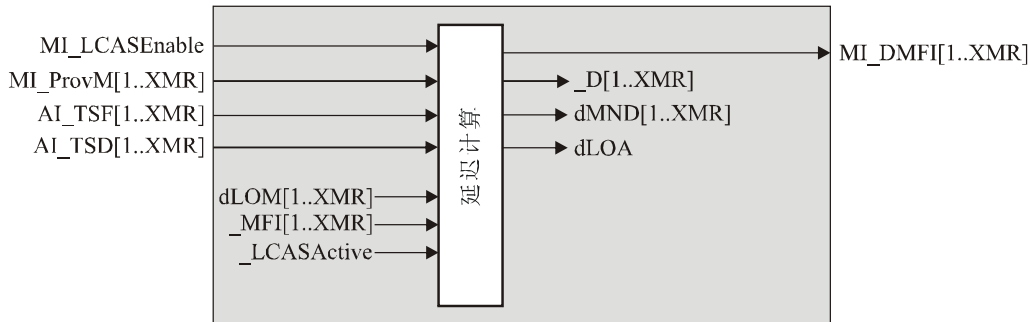 MI_LCASEnable
MI_ProvM[1..XMR]
AI_TSF[1..XMR]
AI_TSD[1..XMR]
dLOM[1..XMR]
_MFI[1..XMR]
_LCASActive
延迟计算
MI_DMFI[1..XMR]
_D[1..XMR]
dMND[1..XMR]
dLOA